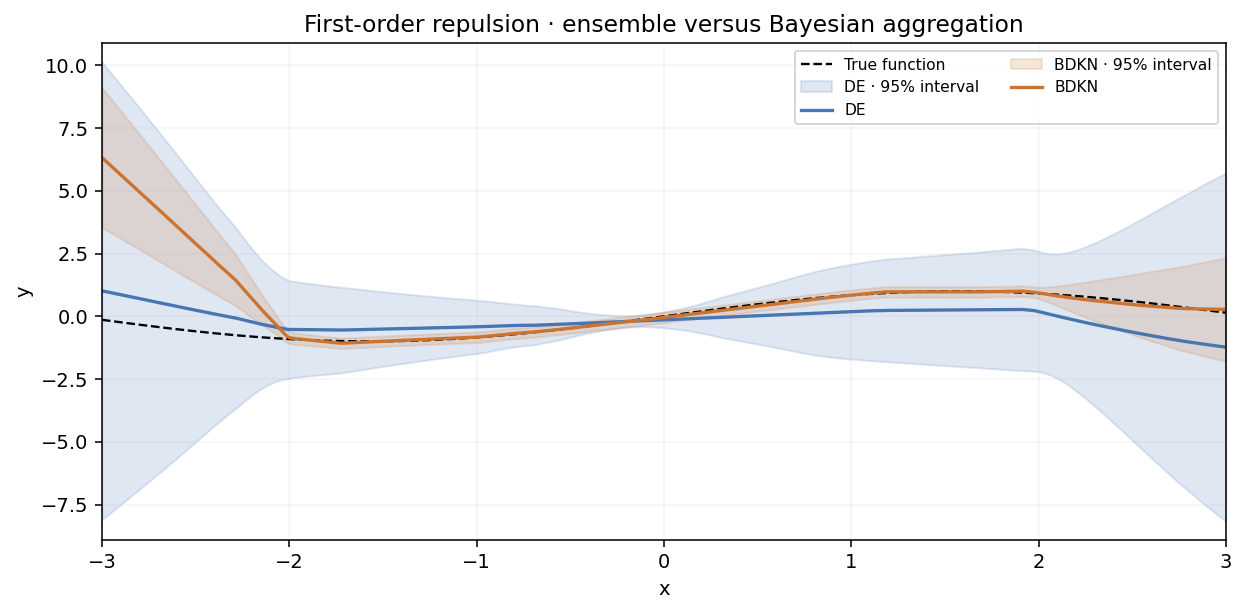 First-order repulsion · ensemble versus Bayesian aggregation
True function
DE · 95% interval
DE
BDKN · 95% interval
BDKN
y
10.0
7.5
5.0
2.5
0.0
−2.5
−5.0
−7.5
−3
−2
−1
0
1
2
3
x